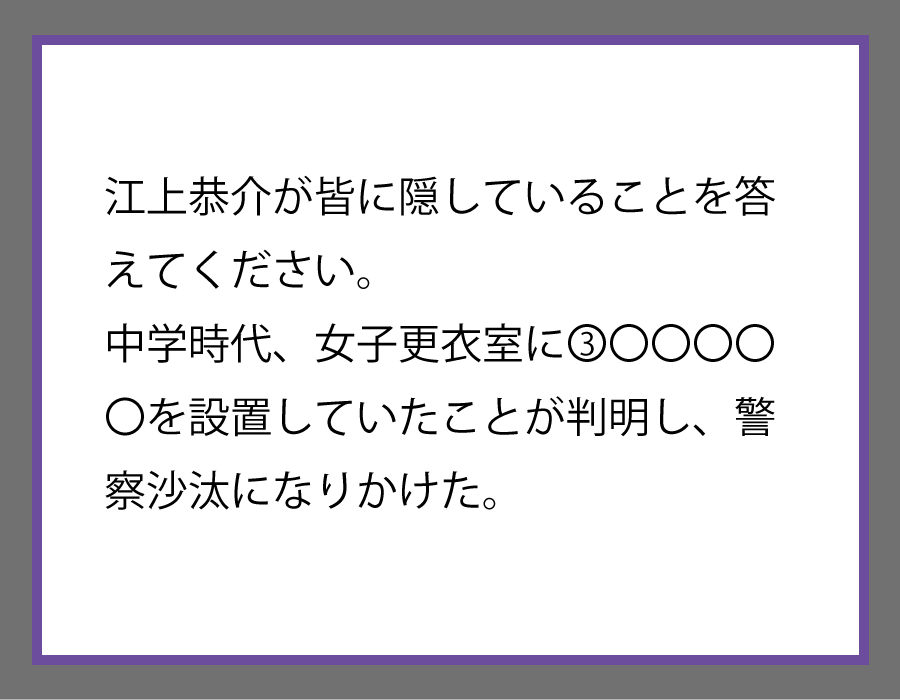 江上恭介が皆に隠していることを答
えてください。
中学時代、女子更衣室に③〇〇〇〇
〇を設置していたことが判明し、警
察沙汰になりかけた。